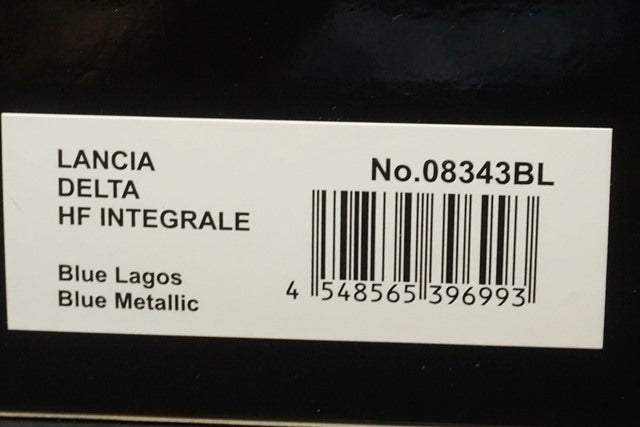 LANCIA
DELTA
HF INTEGRALE
Blue Lagos
Blue Metallic
No.08343BL
4 548565 396993